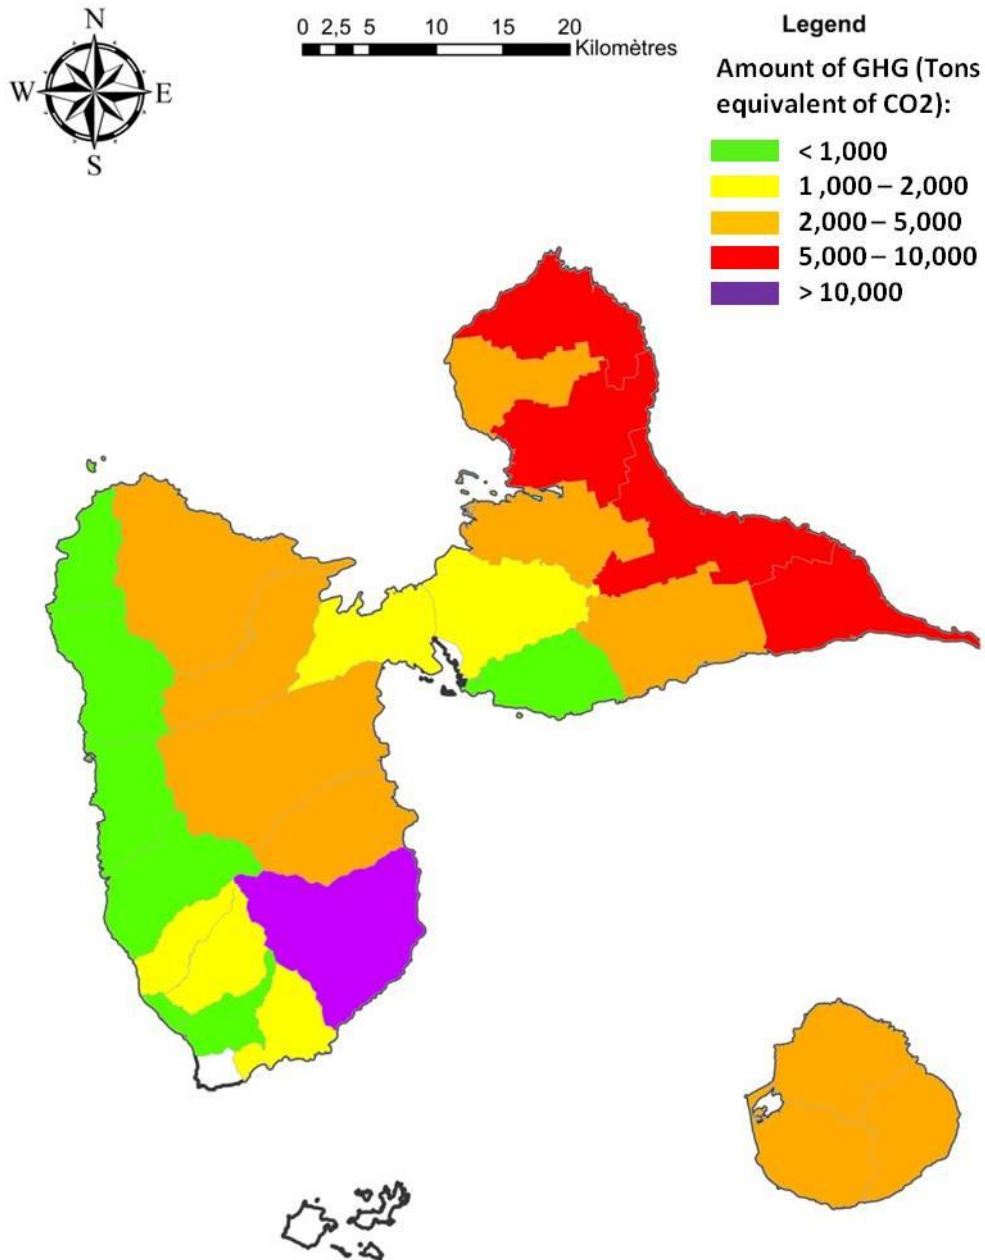 N
W E
S
0 2,5 5 10 15 20
Kilomètres
Legend
Amount of GHG (Tons
equivalent of CO2):
< 1,000
1 ,000 – 2,000
2,000 – 5,000
5,000 – 10,000
> 10,000